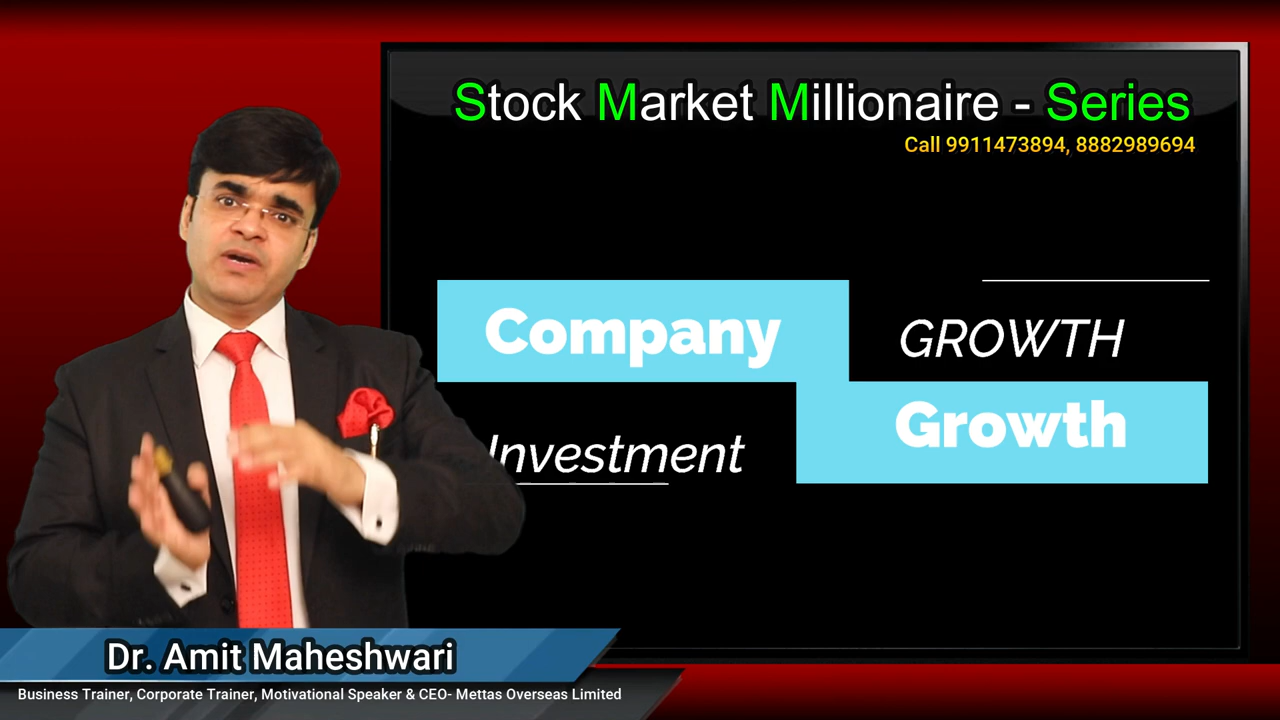 Stock Market Millionaire - Series
Call 9911473894, 8882989694
Company
GROWTH
Growth
Investment
Dr. Amit Maheshwari
Business Trainer, Corporate Trainer, Motivational Speaker & CEO- Mettas Overseas Limited